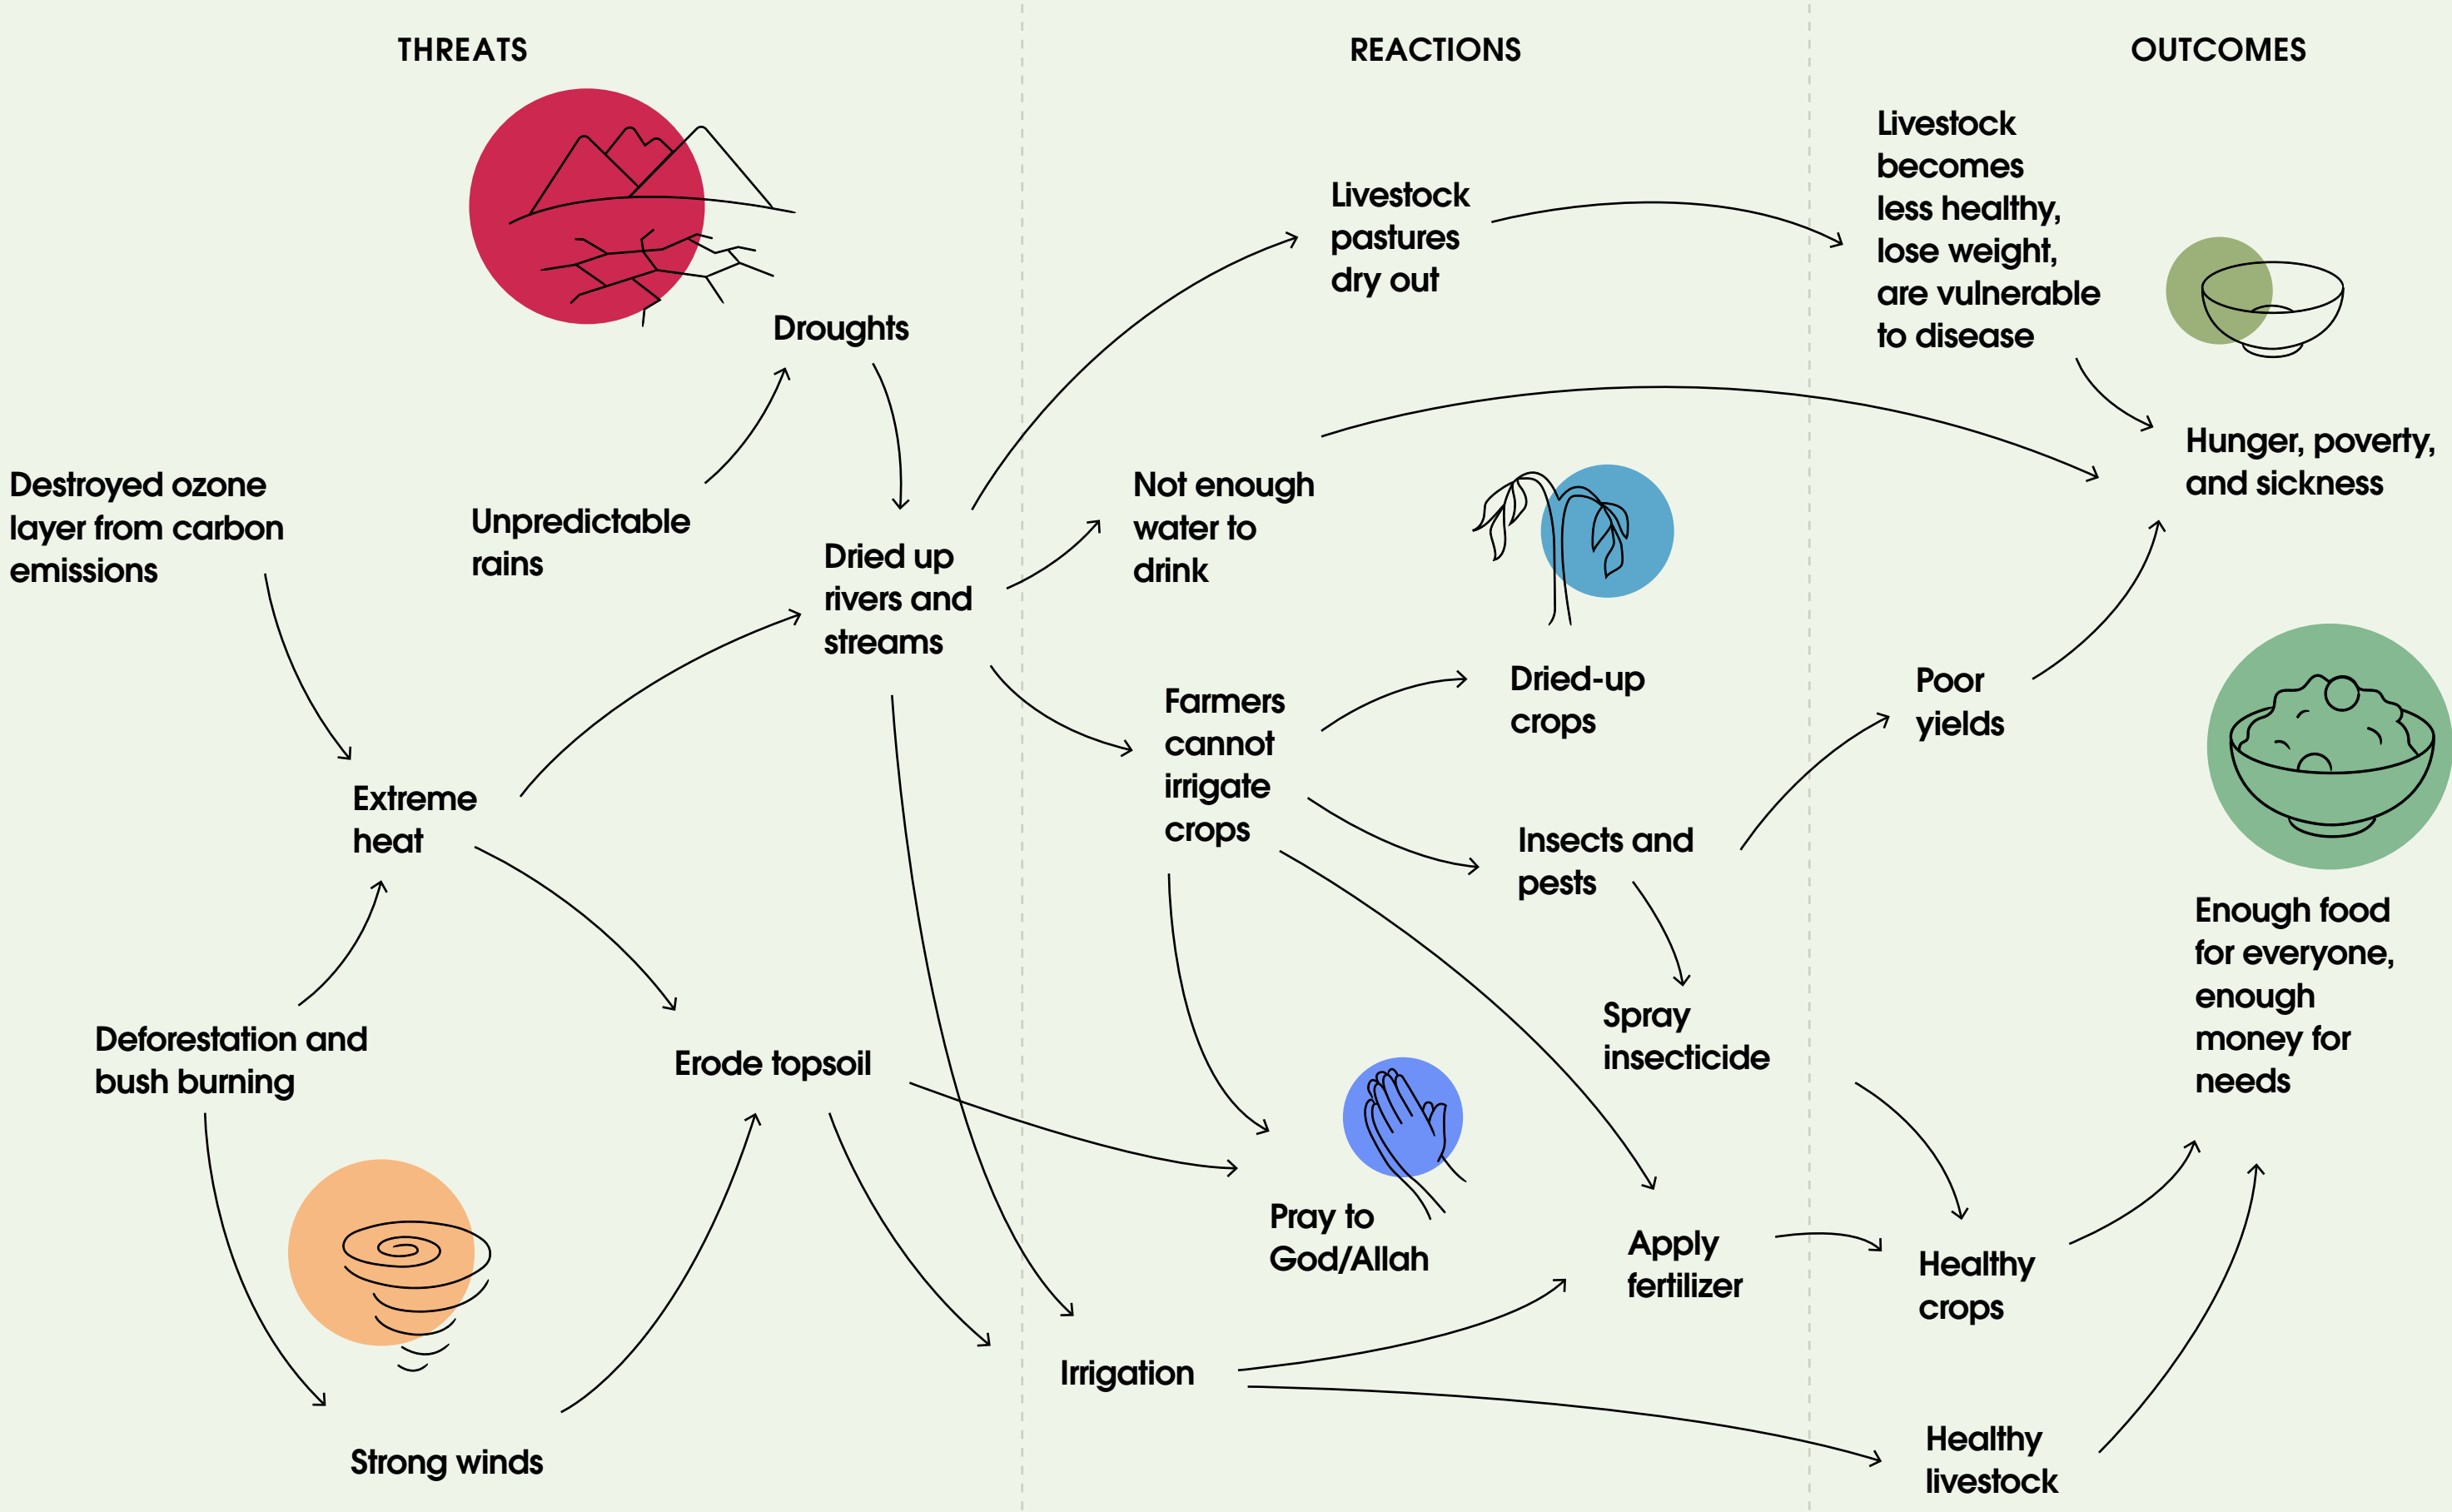 THREATS
REACTIONS
OUTCOMES
Droughts
Destroyed ozone
layer from carbon
emissions
Unpredictable
rains
Dried up
rivers and
streams
Extreme
heat
Deforestation and
bush burning
Erode topsoil
Strong winds
Livestock
pastures
dry out
Not enough
water to
drink
Farmers
cannot
irrigate
crops
Dried-up
crops
Insects and
pests
Spray
insecticide
Pray to
God/Allah
Apply
fertilizer
Irrigation
Livestock
becomes
less healthy,
lose weight,
are vulnerable
to disease
Hunger, poverty,
and sickness
Poor
yields
Enough food
for everyone,
enough
money for
needs
Healthy
crops
Healthy
livestock